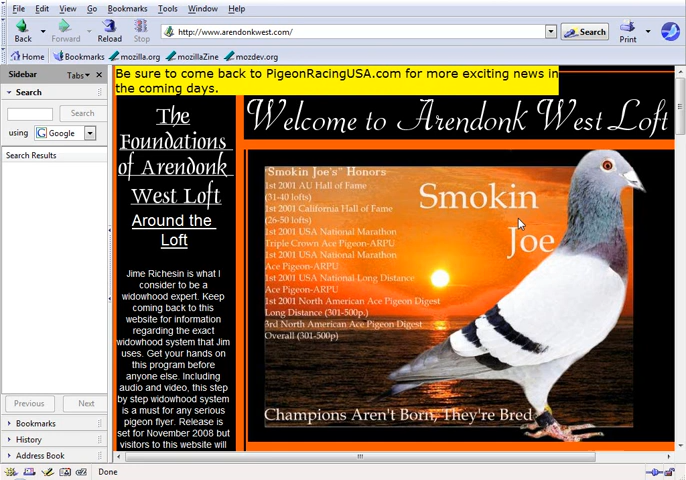 File Edit View Go Bookmarks Tools Window Help
Back Forward Reload Stop http://www.arendonkwest.com/ Search Print
Home Bookmarks mozilla.org mozillaZine mozdev.org
Sidebar Tabs
Search
Search
using Google
Search Results
Previous Next
Bookmarks
History
Address Book
Done
Be sure to come back to PigeonRacingUSA.com for more exciting news in
the coming days.
The
Foundations
of Arendonk
West Loft
Around the
Loft
Jime Richesin is what I
consider to be a
widowhood expert. Keep
coming back to this
website for information
regarding the exact
widowhood system that Jim
uses. Get your hands on
this program before
anyone else. Including
audio and video, this step
by step widowhood system
is a must for any serious
pigeon flyer. Release is
set for November 2008 but
visitors to this website will
Welcome to Arendonk West Loft
"Smokin Joe's" Honors
1st 2001 AU Hall of Fame
(31-40 lofts)
1st 2001 California Hall of Fame
(26-50 lofts)
1st 2001 USA National Marathon
Triple Crown Ace Pigeon-ARPU
1st 2001 USA National Marathon
Ace Pigeon-ARPU
1st 2001 USA National Long Distance
Ace Pigeon-ARPU
1st 2001 North American Ace Pigeon Digest
Long Distance (301-500p.)
3rd North American Ace Pigeon Digest
Overall (301-500p)
Smokin
Joe
Champions Aren't Born, They're Bred